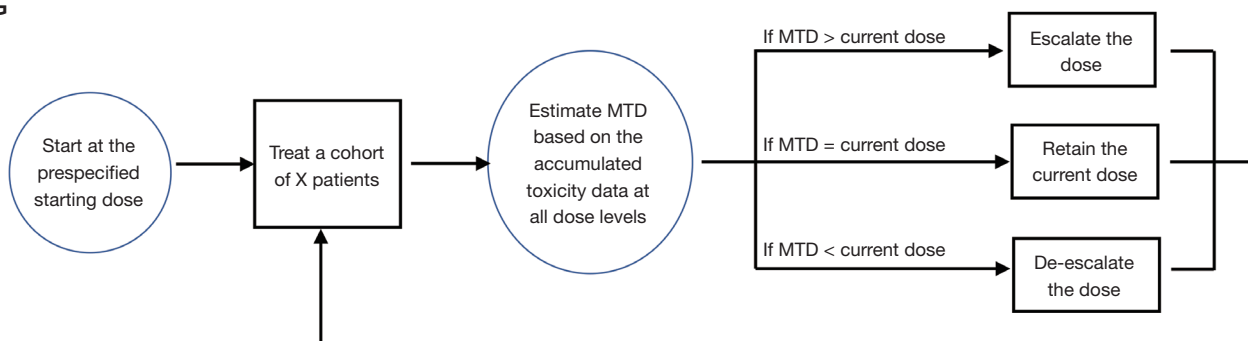 Start at the
prespecified
starting dose
Treat a cohort
of X patients
Estimate MTD
based on the
accumulated
toxicity data at
all dose levels
If MTD > current dose
Escalate the
dose
If MTD = current dose
Retain the
current dose
If MTD < current dose
De-escalate
the dose